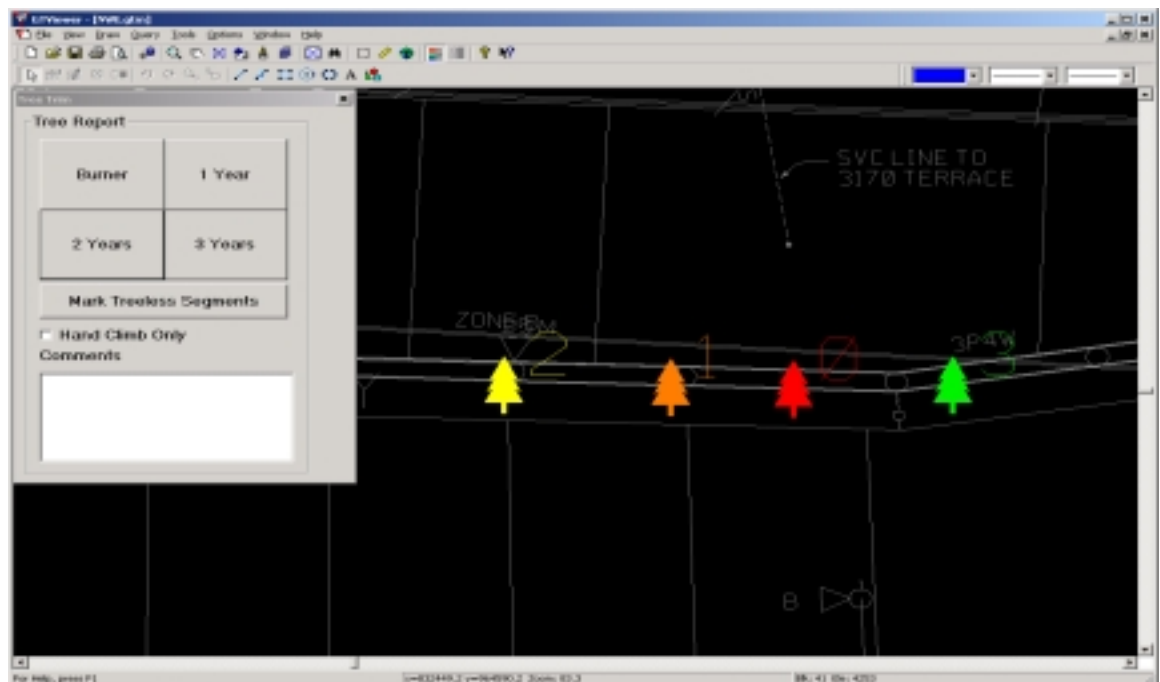 File View Draw Query Tools Options Window Help
Tree Trim
Tree Report
Burner
1 Year
2 Years
3 Years
Mark Treeless Segments
Hand Climb Only
Comments
SVC LINE TO
3170 TERRACE
ZONE
3P4W
2
1
0
3
B
For Help, press F1